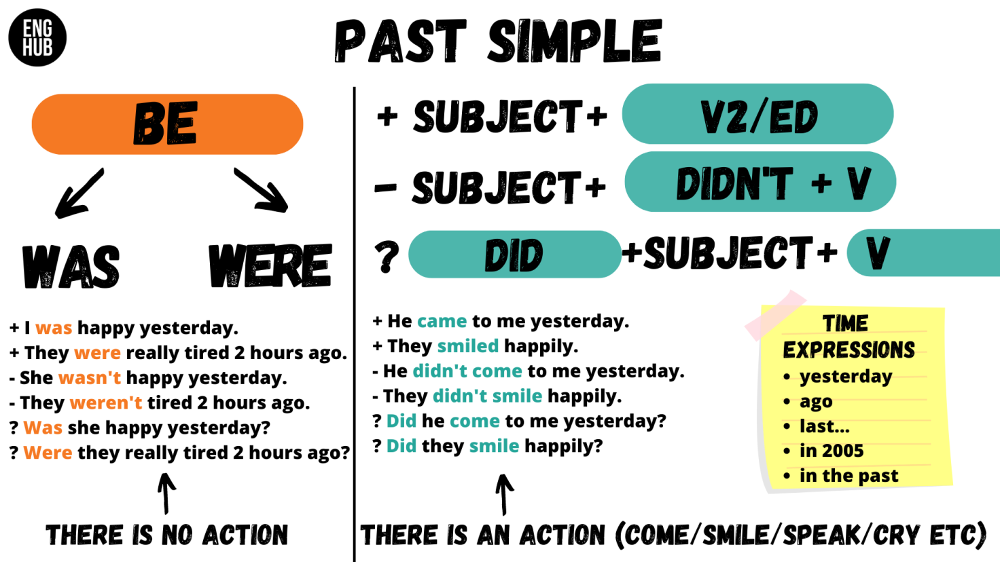 ENG
HUB
PAST SIMPLE
BE
WAS WERE
+ I was happy yesterday.
+ They were really tired 2 hours ago.
- She wasn't happy yesterday.
- They weren't tired 2 hours ago.
? Was she happy yesterday?
? Were they really tired 2 hours ago?
THERE IS NO ACTION
+ SUBJECT+ V2/ED
- SUBJECT+ DIDN'T + V
? DID +SUBJECT+ V
+ He came to me yesterday.
+ They smiled happily.
- He didn't come to me yesterday.
- They didn't smile happily.
? Did he come to me yesterday?
? Did they smile happily?
THERE IS AN ACTION (COME/SMILE/SPEAK/CRY ETC)
TIME
EXPRESSIONS
• yesterday
• ago
• last...
• in 2005
• in the past